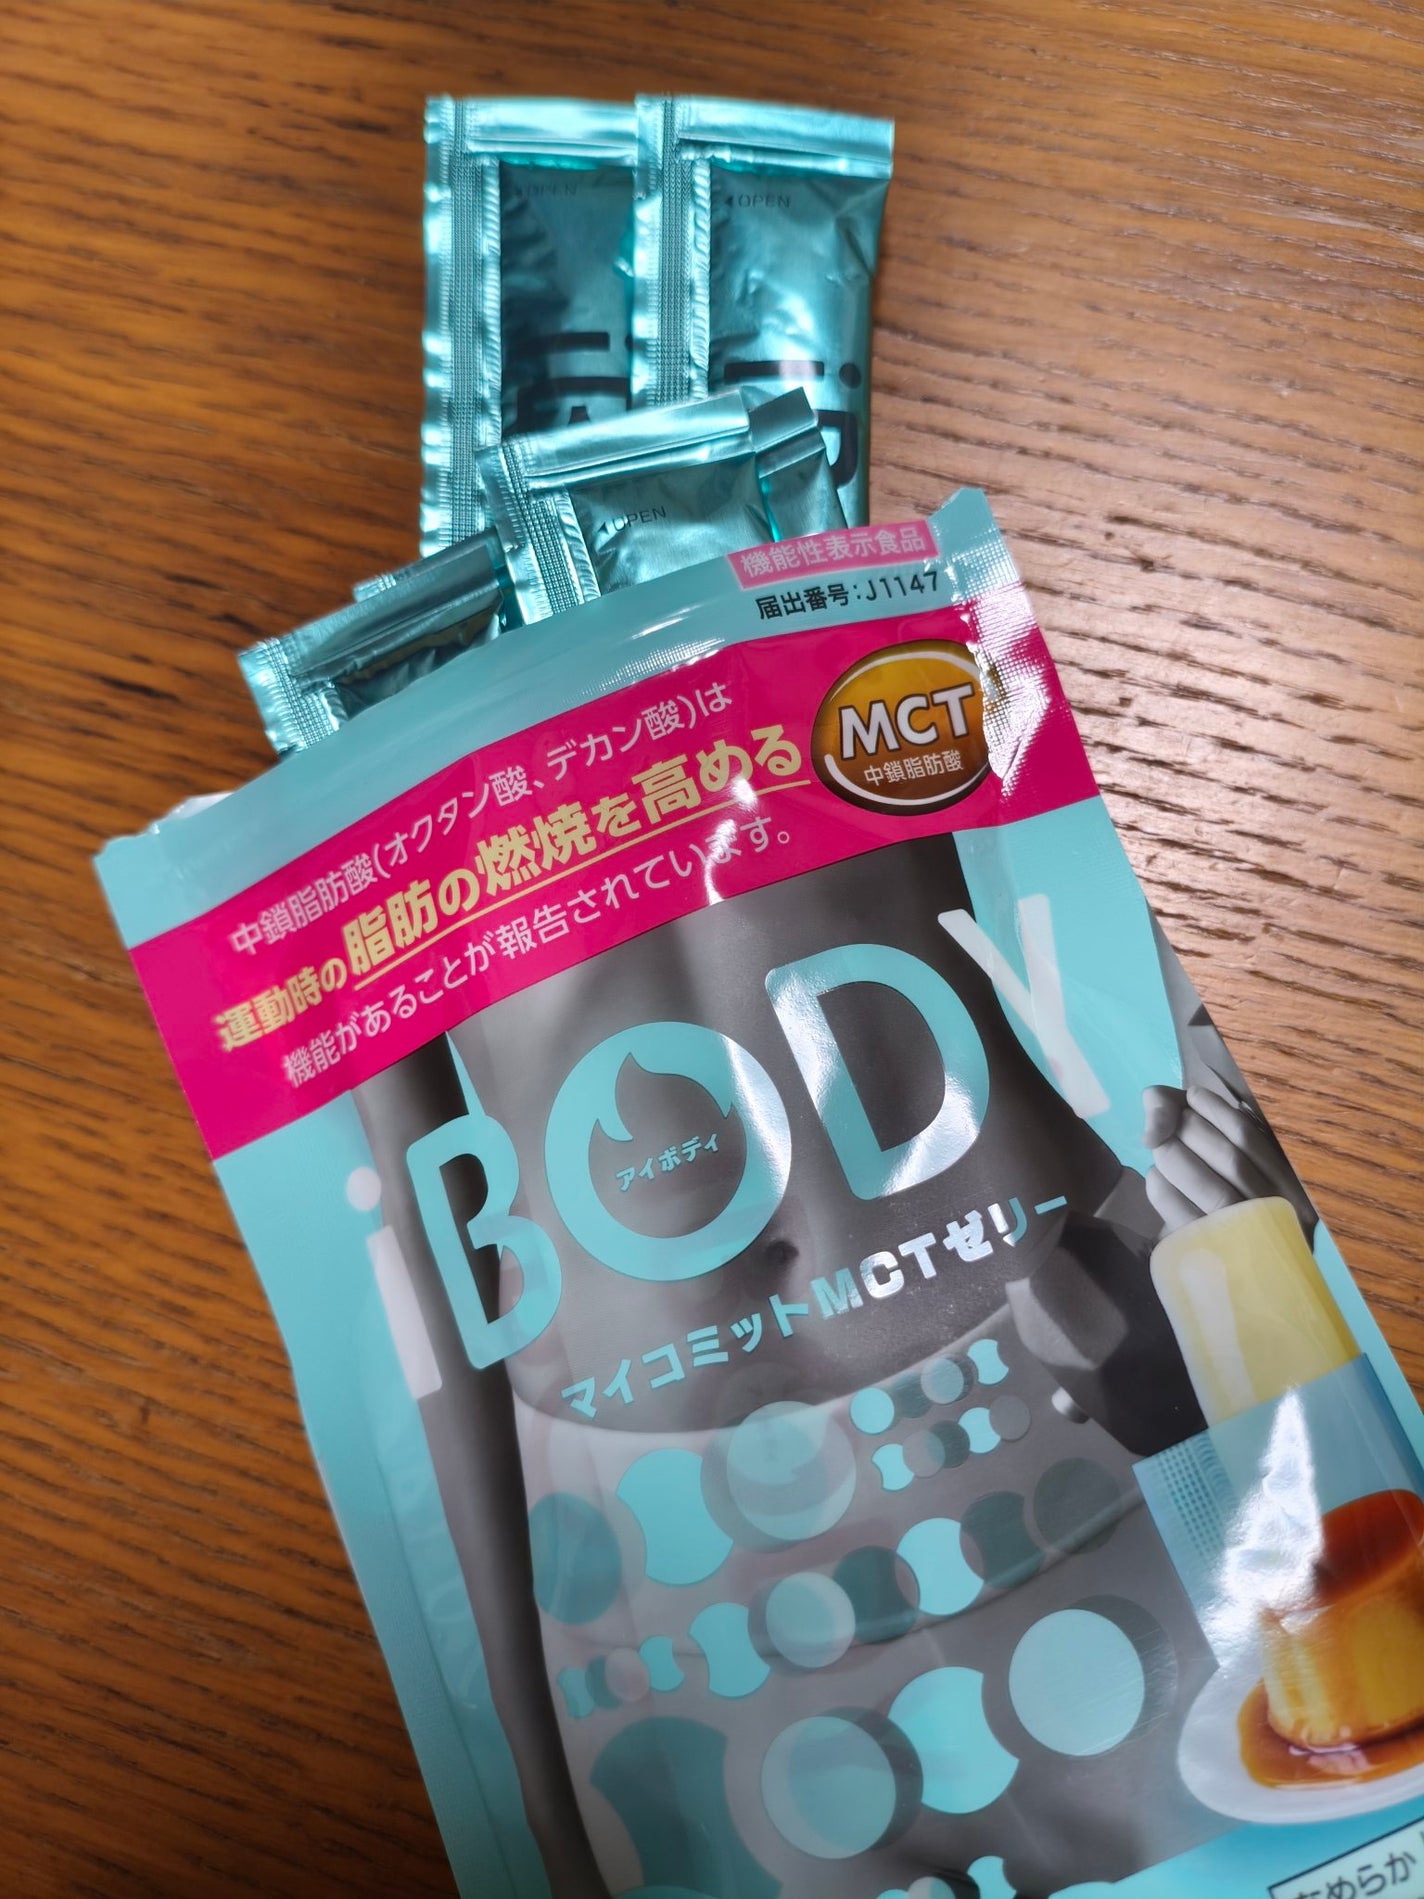 ◀OPEN
◀OPEN
◀OPEN
機能性表示食品
届出番号:J1147
中鎖脂肪酸(オクタン酸、デカン酸)は
運動時の脂肪の燃焼を高める
機能があることが報告されています。
MCT
中鎖脂肪酸
iBODY
アイボディ
マイコミットMCTゼリー
なめらか